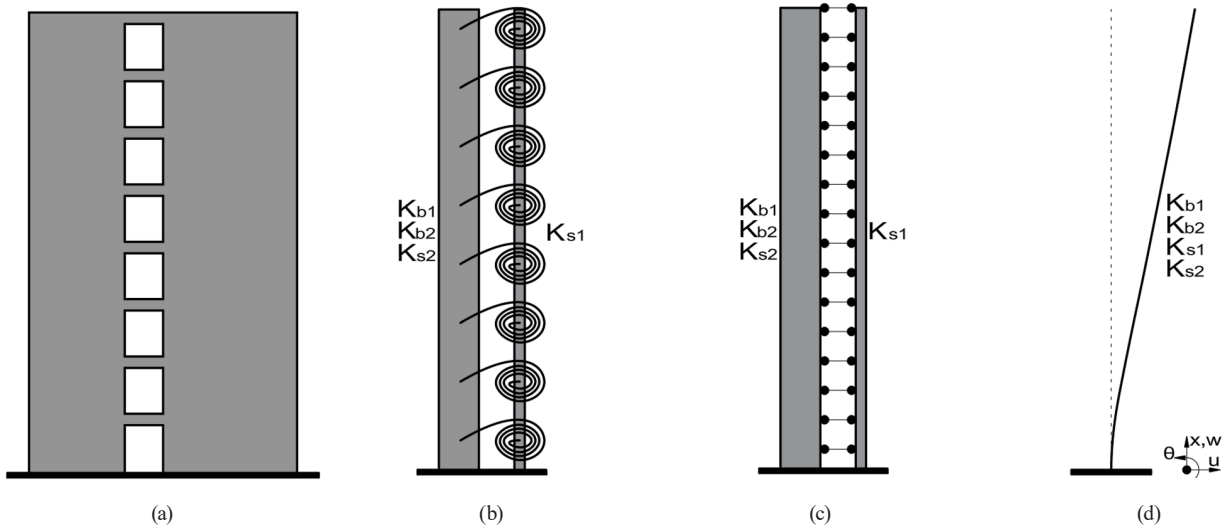 Kb1
Kb2
Ks2
Ks1
Kb1
Kb2
Ks2
Ks1
Kb1
Kb2
Ks1
Ks2
x,w
θ
u
(a)
(b)
(c)
(d)